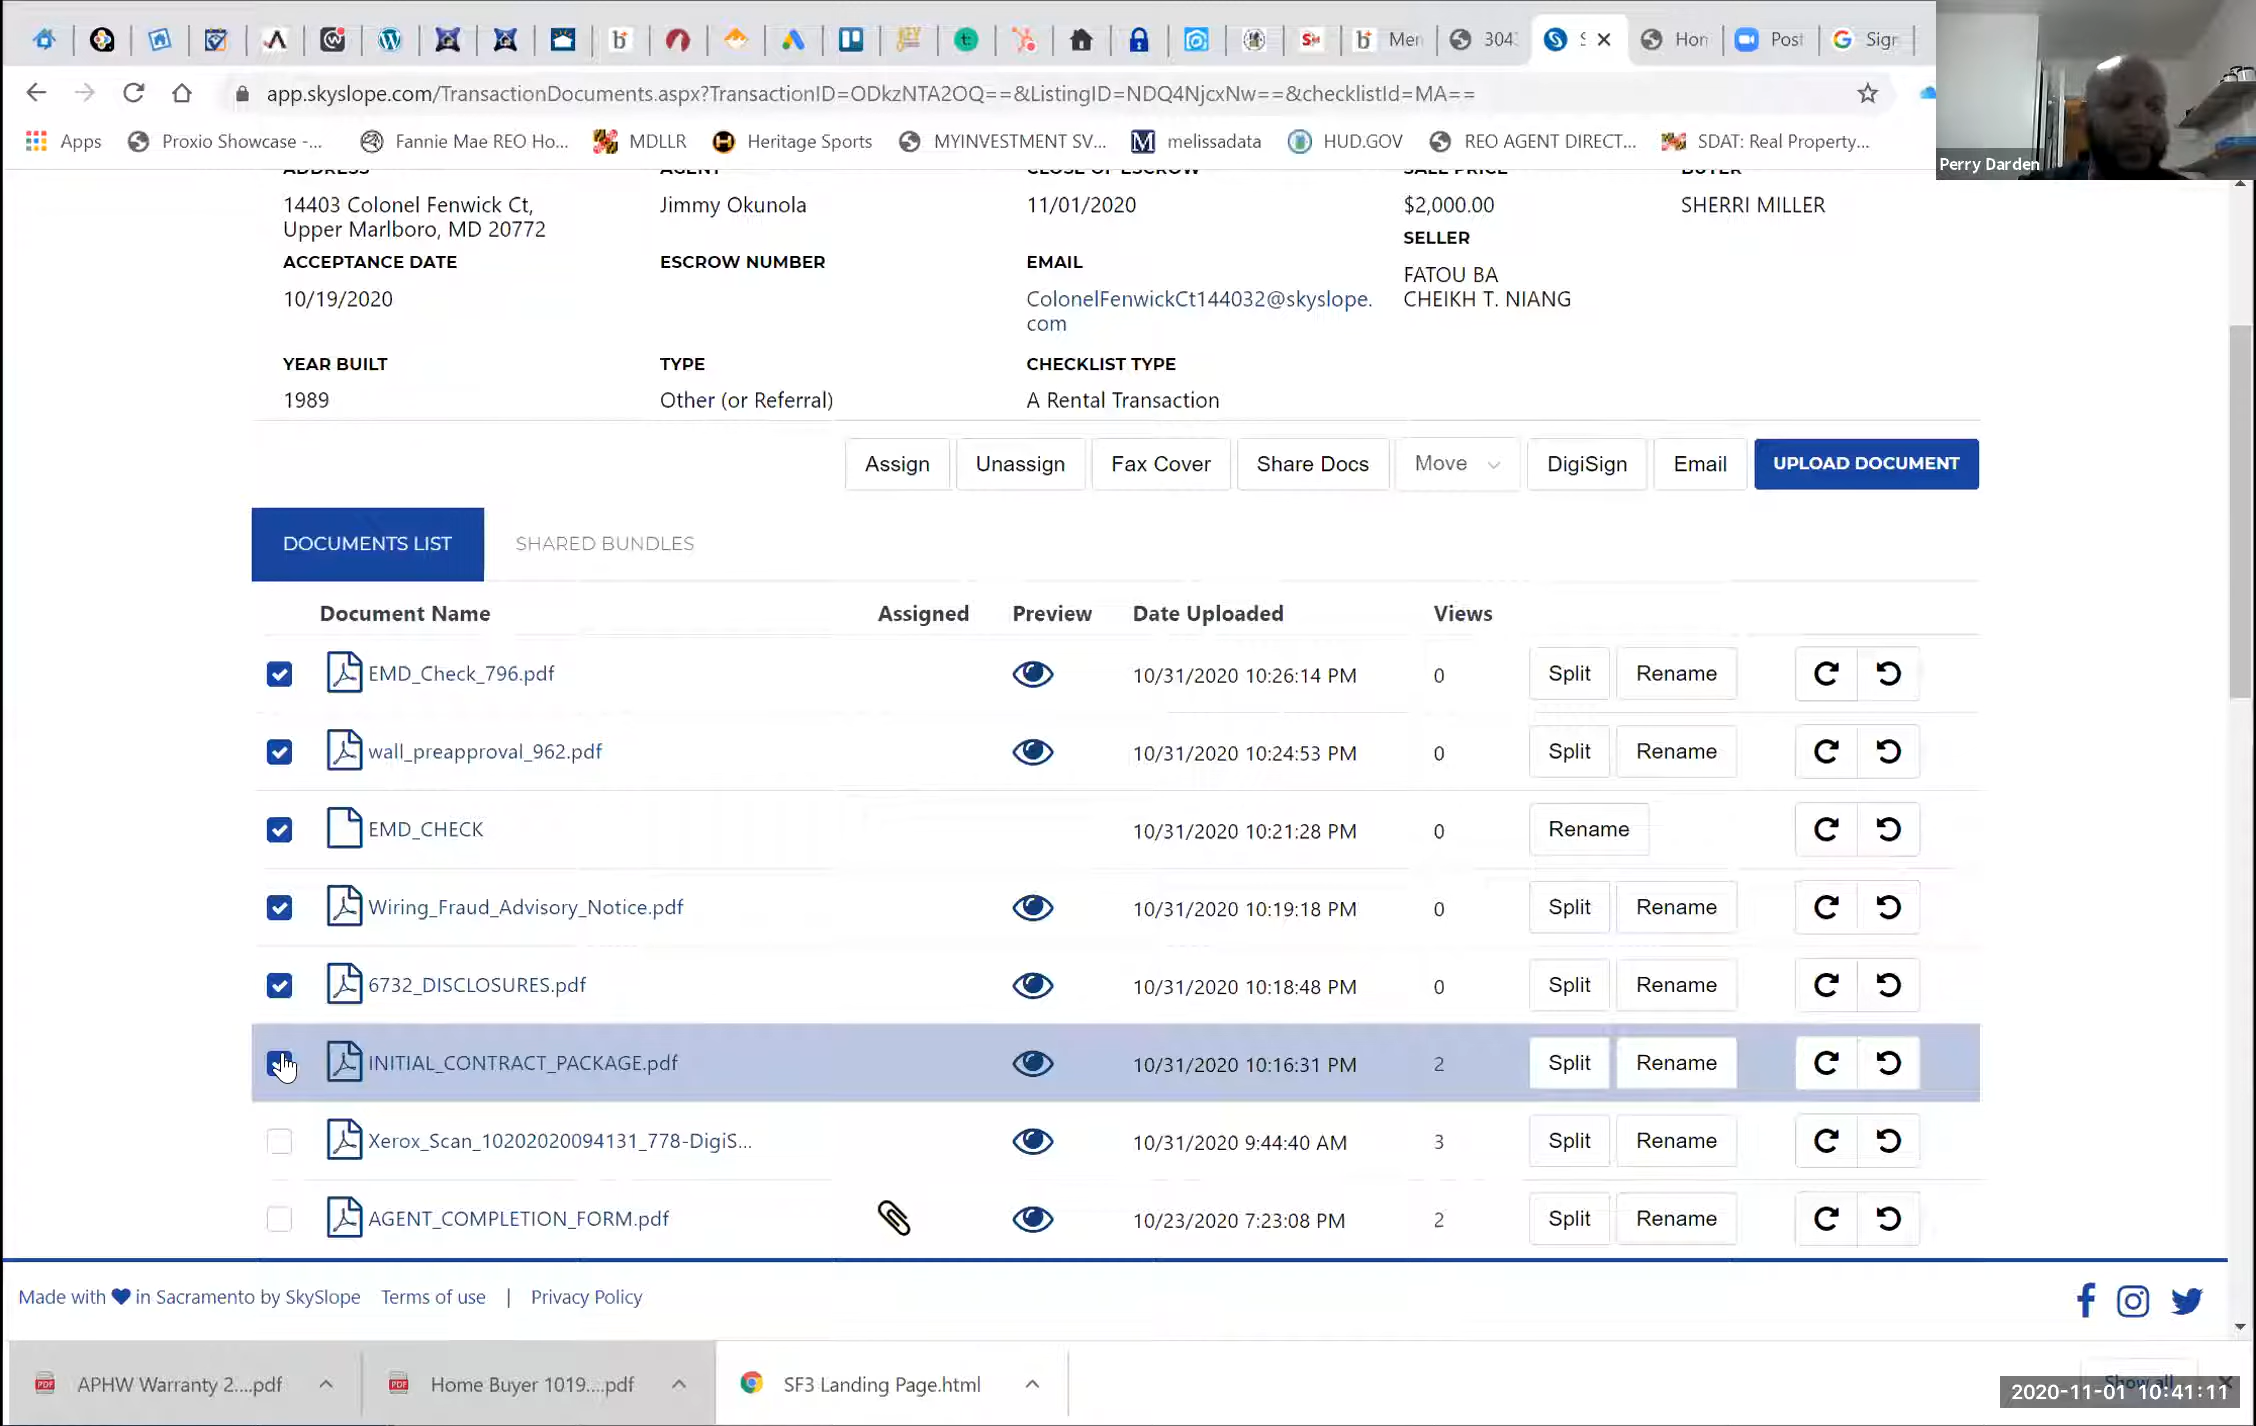 Mer
304
S
Hon
Post
Sign
app.skyslope.com/TransactionDocuments.aspx?TransactionID=ODkzNTA2OQ==&ListingID=NDQ4NjcxNw==&checklistId=MA==
Apps
Proxio Showcase -...
Fannie Mae REO Ho...
MDLLR
Heritage Sports
MYINVESTMENT SV...
melissadata
HUD.GOV
REO AGENT DIRECT...
SDAT: Real Property...
Perry Darden
ADDRESS AGENT CLOSE OF ESCROW SALE PRICE BUYER
14403 Colonel Fenwick Ct, Jimmy Okunola 11/01/2020 $2,000.00 SHERRI MILLER
Upper Marlboro, MD 20772
SELLER
ACCEPTANCE DATE ESCROW NUMBER EMAIL FATOU BA
10/19/2020 ColonelFenwickCt144032@skyslope. CHEIKH T. NIANG
com
YEAR BUILT TYPE CHECKLIST TYPE
1989 Other (or Referral) A Rental Transaction
Assign Unassign Fax Cover Share Docs Move DigiSign Email UPLOAD DOCUMENT
DOCUMENTS LIST SHARED BUNDLES
Document Name Assigned Preview Date Uploaded Views
EMD_Check_796.pdf 10/31/2020 10:26:14 PM 0 Split Rename
wall_preapproval_962.pdf 10/31/2020 10:24:53 PM 0 Split Rename
EMD_CHECK 10/31/2020 10:21:28 PM 0 Rename
Wiring_Fraud_Advisory_Notice.pdf 10/31/2020 10:19:18 PM 0 Split Rename
6732_DISCLOSURES.pdf 10/31/2020 10:18:48 PM 0 Split Rename
INITIAL_CONTRACT_PACKAGE.pdf 10/31/2020 10:16:31 PM 2 Split Rename
Xerox_Scan_10202020094131_778-DigiS... 10/31/2020 9:44:40 AM 3 Split Rename
AGENT_COMPLETION_FORM.pdf 10/23/2020 7:23:08 PM 2 Split Rename
Made with in Sacramento by SkySlope Terms of use | Privacy Policy
APHW Warranty 2....pdf
Home Buyer 1019....pdf
SF3 Landing Page.html
Show all
2020-11-01 10:41:11